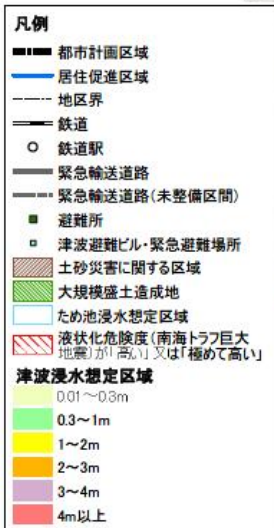 凡例
都市計画区域
居住促進区域
地区界
鉄道
鉄道駅
緊急輸送道路
緊急輸送道路(未整備区間)
避難所
津波避難ビル・緊急避難場所
土砂災害に関する区域
大規模盛土造成地
ため池浸水想定区域
液状化危険度(南海トラフ巨大
地震)が「高い」又は「極めて高い」
津波浸水想定区域
0.01～0.3m
0.3～1m
1～2m
2～3m
3～4m
4m以上